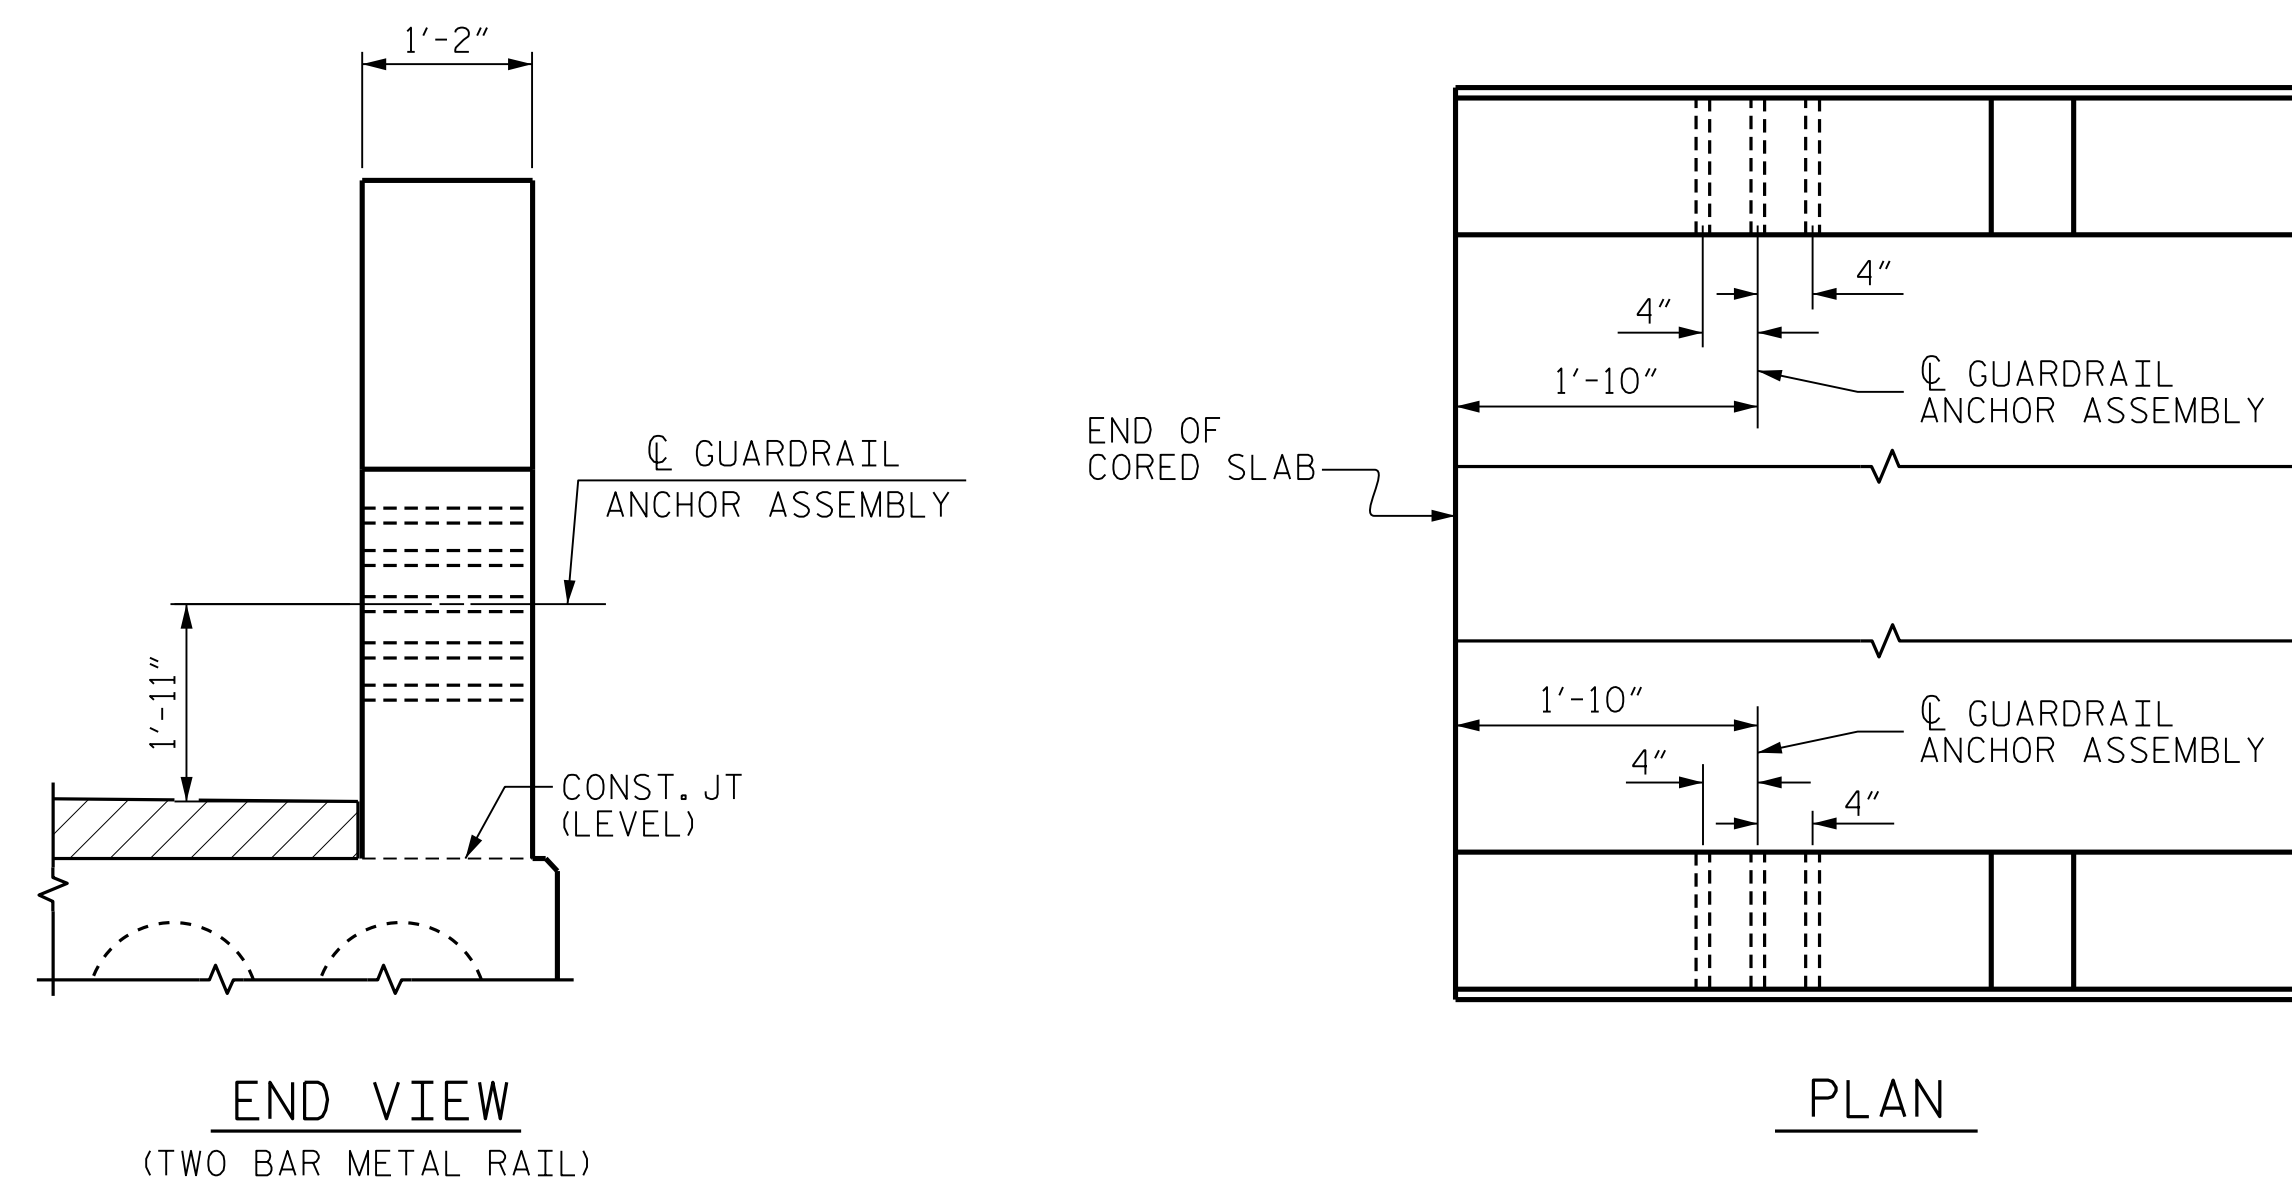 1'-2"
℄ GUARDRAIL
ANCHOR ASSEMBLY
1'-11"
CONST. JT
(LEVEL)
END VIEW
(TWO BAR METAL RAIL)
4"
4"
1'-10"
℄ GUARDRAIL
ANCHOR ASSEMBLY
END OF
CORED SLAB
1'-10"
℄ GUARDRAIL
ANCHOR ASSEMBLY
4"
4"
PLAN